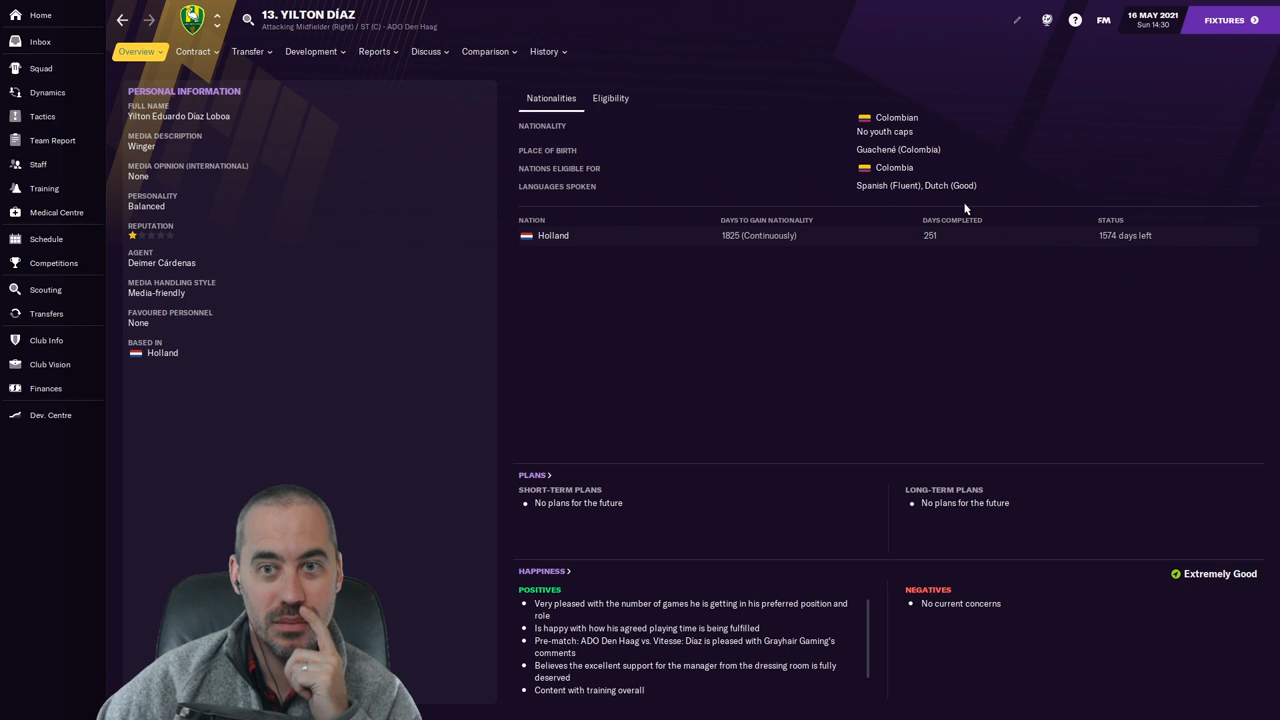 Home
Inbox
Squad
Dynamics
Tactics
Team Report
Staff
Training
Medical Centre
Schedule
Competitions
Scouting
Transfers
Club Info
Club Vision
Finances
Dev. Centre
13. YILTON DÍAZ
Attacking Midfielder (Right) / ST (C) - ADO Den Haag
? FM
16 MAY 2021
Sun 14:30
FIXTURES
Overview Contract Transfer Development Reports Discuss Comparison History
PERSONAL INFORMATION
FULL NAME
Yilton Eduardo Díaz Loboa
MEDIA DESCRIPTION
Winger
MEDIA OPINION (INTERNATIONAL)
None
PERSONALITY
Balanced
REPUTATION
AGENT
Deimer Cárdenas
MEDIA HANDLING STYLE
Media-friendly
FAVOURED PERSONNEL
None
BASED IN
Holland
Nationalities Eligibility
NATIONALITY
Colombian
No youth caps
PLACE OF BIRTH Guachené (Colombia)
NATIONS ELIGIBLE FOR Colombia
LANGUAGES SPOKEN Spanish (Fluent), Dutch (Good)
NATION DAYS TO GAIN NATIONALITY DAYS COMPLETED STATUS
Holland 1825 (Continuously) 251 1574 days left
PLANS
SHORT-TERM PLANS
No plans for the future
LONG-TERM PLANS
No plans for the future
HAPPINESS
Extremely Good
POSITIVES
Very pleased with the number of games he is getting in his preferred position and
role
Is happy with how his agreed playing time is being fulfilled
Pre-match: ADO Den Haag vs. Vitesse: Díaz is pleased with Grayhair Gaming's
comments
Believes the excellent support for the manager from the dressing room is fully
deserved
Content with training overall
NEGATIVES
No current concerns